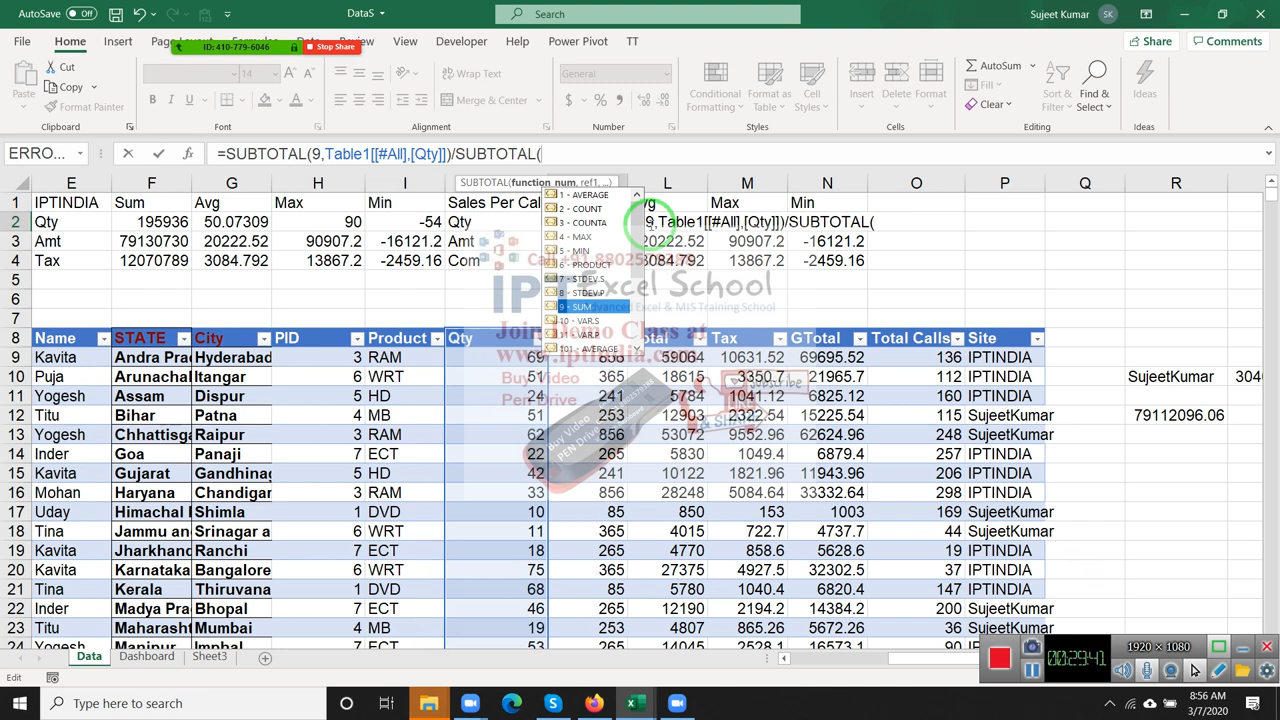 AutoSave Off DataS Search Sujeet Kumar SK
File Home Insert Page Layout Formulas Data Review View Developer Help Power Pivot TT Share Comments
ID: 410-779-6046 Stop Share
Paste Cut Copy Format Painter
14 B I U
Wrap Text Merge & Center
General $ %
Conditional Formatting Format as Table Cell Styles
Insert Delete Format
AutoSum Fill Clear Sort & Filter Find & Select Ideas
Clipboard Font Alignment Number Styles Cells Editing Ideas
ERRO... fx =SUBTOTAL(9,Table1[[#All],[Qty]])/SUBTOTAL(
SUBTOTAL(function_num, ref1, ...)
1 - AVERAGE
2 - COUNT
3 - COUNTA
4 - MAX
5 - MIN
6 - PRODUCT
7 - STDEV.S
8 - STDEV.P
9 - SUM
10 - VAR.S
11 - VAR.P
101 - AVERAGE
E F G H I L M N O P Q R
1 IPTINDIA Sum Avg Max Min Sales Per Cal Max Min
2 Qty 195936 50.07309 90 -54 Qty 9,Table1[[#All],[Qty]])/SUBTOTAL(
3 Amt 79130730 20222.52 90907.2 -16121.2 Amt 20222.52 90907.2 -16121.2
4 Tax 12070789 3084.792 13867.2 -2459.16 Com 3084.792 13867.2 -2459.16
5
6
7
IPT Excel School
Advanced Excel & MIS Training School
Join Demo Class at
www.iptindia.com
Buy Video
Pen Drive
Buy Video PEN Drive
Subscribe
8 Name STATE City PID Product Qty Total Tax GTotal Total Calls Site
9 Kavita Andra Prad Hyderabad 3 RAM 69 856 59064 10631.52 69695.52 136 IPTINDIA
10 Puja Arunachal Itangar 6 WRT 51 365 18615 3350.7 21965.7 112 IPTINDIA SujeetKumar 304
11 Yogesh Assam Dispur 5 HD 24 241 5784 1041.12 6825.12 160 IPTINDIA
12 Titu Bihar Patna 4 MB 51 253 12903 2322.54 15225.54 115 SujeetKumar 79112096.06
13 Yogesh Chhattisga Raipur 3 RAM 62 856 53072 9552.96 62624.96 248 SujeetKumar
14 Inder Goa Panaji 7 ECT 22 265 5830 1049.4 6879.4 257 IPTINDIA
15 Kavita Gujarat Gandhinag 5 HD 42 241 10122 1821.96 11943.96 206 IPTINDIA
16 Mohan Haryana Chandigar 3 RAM 33 856 28248 5084.64 33332.64 298 IPTINDIA
17 Uday Himachal Shimla 1 DVD 10 85 850 153 1003 169 SujeetKumar
18 Tina Jammu an Srinagar a 6 WRT 11 365 4015 722.7 4737.7 44 SujeetKumar
19 Kavita Jharkhand Ranchi 7 ECT 18 265 4770 858.6 5628.6 19 IPTINDIA
20 Kavita Karnataka Bangalore 6 WRT 75 365 27375 4927.5 32302.5 37 IPTINDIA
21 Tina Kerala Thiruvana 1 DVD 68 85 5780 1040.4 6820.4 147 IPTINDIA
22 Inder Madya Pra Bhopal 7 ECT 46 265 12190 2194.2 14384.2 200 SujeetKumar
23 Titu Maharasht Mumbai 4 MB 19 253 4807 865.26 5672.26 36 SujeetKumar
24 Yogesh Manipur Imphal 7 ECT 53 265 14045 2528.1 16573.1 90 SujeetKumar
Data Dashboard Sheet3
Edit
1920 × 1080
00:29:41
Type here to search
8:56 AM
3/7/2020